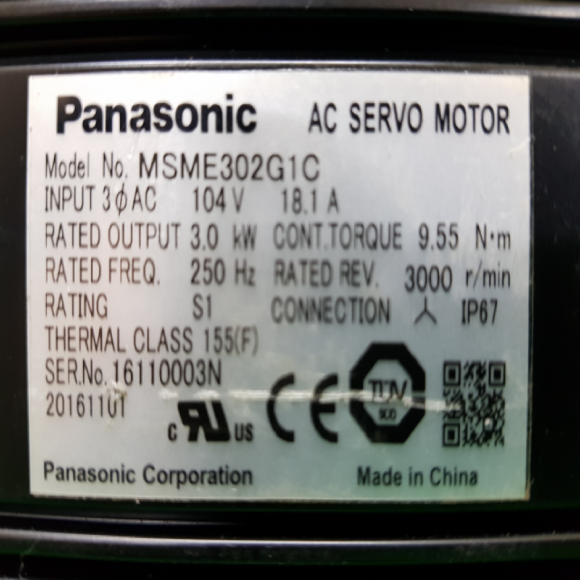 Panasonic AC SERVO MOTOR
Model No. MSME302G1C
INPUT 3φAC 104 V 18.1 A
RATED OUTPUT 3.0 kW CONT.TORQUE 9.55 N·m
RATED FREQ. 250 Hz RATED REV. 3000 r/min
RATING S1 CONNECTION 人 IP67
THERMAL CLASS 155(F)
SER.No. 16110003N
20161101
c RU US CE TÜV SÜD
Panasonic Corporation Made in China